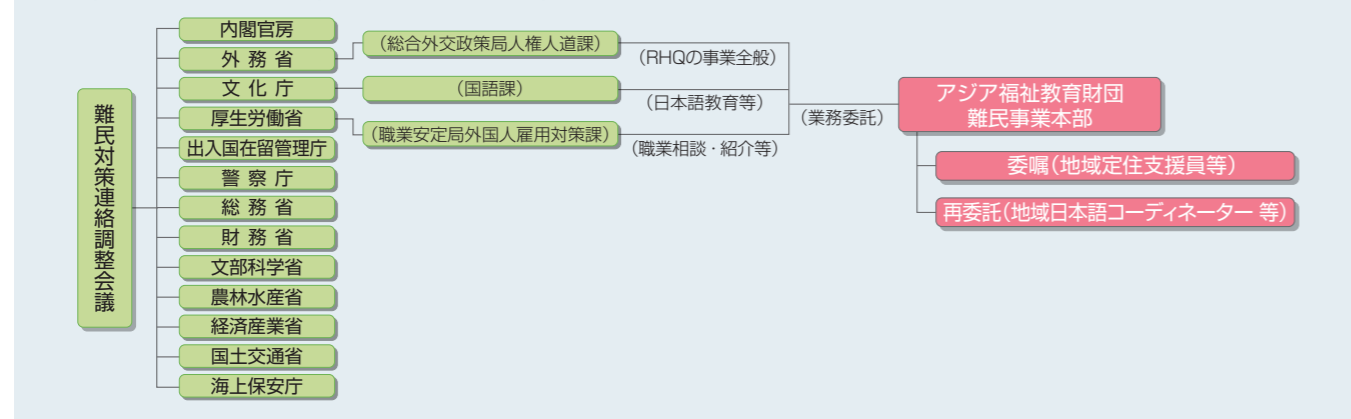 難民対策連絡調整会議
内閣官房
外務省
文化庁
厚生労働省
出入国在留管理庁
警察庁
総務省
財務省
文部科学省
農林水産省
経済産業省
国土交通省
海上保安庁
(総合外交政策局人権人道課)
(国語課)
(職業安定局外国人雇用対策課)
(RHQの事業全般)
(日本語教育等)
(職業相談・紹介等)
(業務委託)
アジア福祉教育財団
難民事業本部
委嘱(地域定住支援員等)
再委託(地域日本語コーディネーター 等)